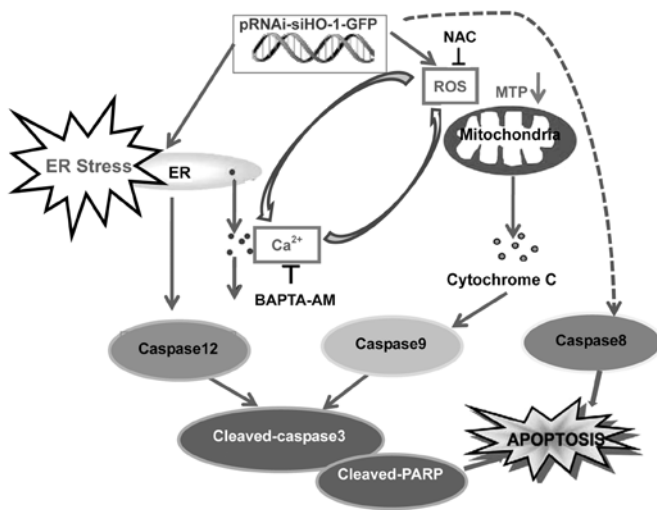 pRNAi-siHO-1-GFP
NAC
ROS
MTP
Mitochondria
ER Stress
ER
Ca2+
BAPTA-AM
Cytochrome C
Caspase12
Caspase9
Caspase8
Cleaved-caspase3
APOPTOSIS
Cleaved-PARP